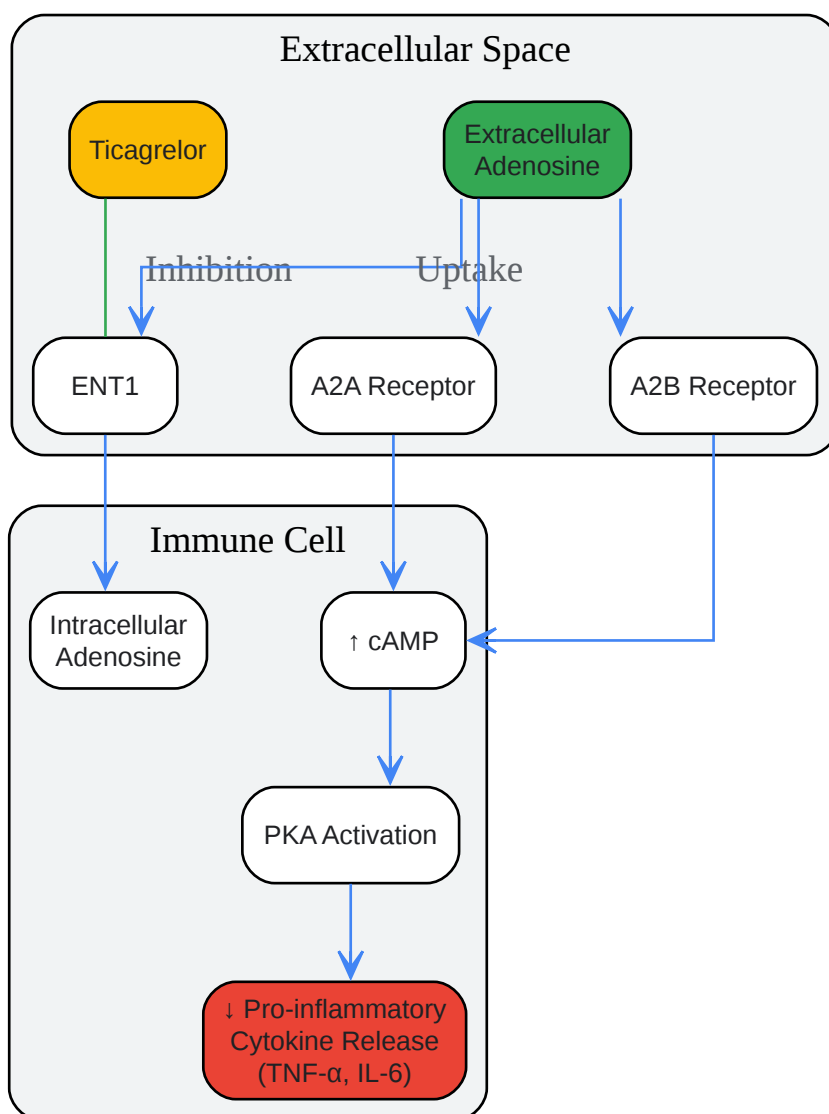 Extracellular Space
Ticagrelor
Extracellular
Adenosine
Inhibition
Uptake
ENT1
A2A Receptor
A2B Receptor
Immune Cell
Intracellular
Adenosine
↑ cAMP
PKA Activation
↓ Pro-inflammatory
Cytokine Release
(TNF-α, IL-6)